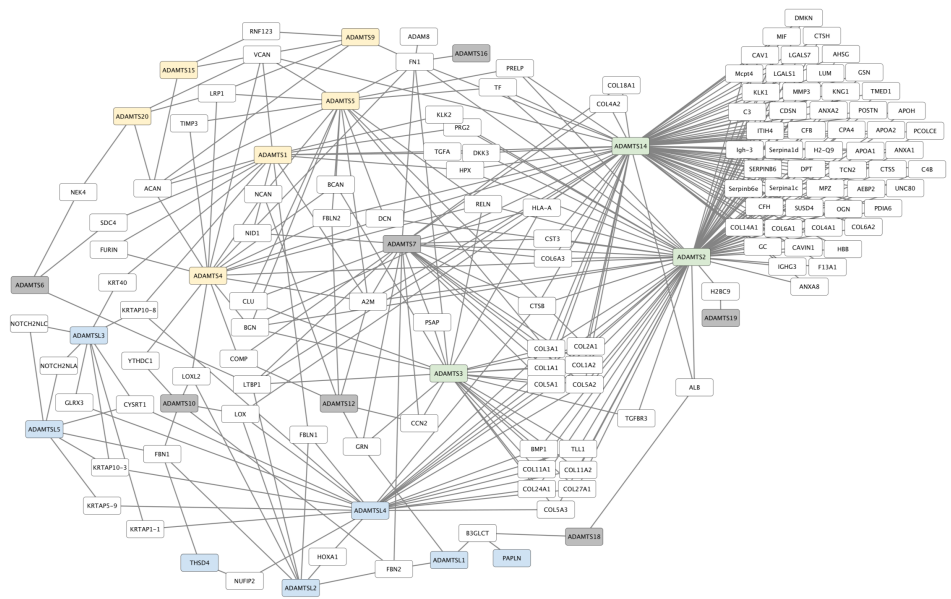 DMKN
RNF123
ADAMTS9
ADAM8
MIF
CTSH
VCAN
ADAMTS16
CAV1
LGALS7
AHSG
ADAMTS15
FN1
PRELP
Mcpt4
LGALS1
LUM
GSN
LRP1
ADAMTS5
TF
COL18A1
KLK1
MMP3
KNG1
TMED1
COL4A2
ADAMTS20
TIMP3
KLK2
C3
CDSN
ANXA2
POSTN
APOH
PRG2
ITIH4
CFB
CPA4
APOA2
PCOLCE
ADAMTS1
TGFA
DKK3
ADAMTS14
Igh-3
Serpina1d
H2-Q9
APOA1
ANXA1
HPX
SERPINB6
DPT
TCN2
CTSS
C4B
NEK4
ACAN
NCAN
BCAN
Serpinb6e
Serpina1c
MPZ
AEBP2
UNC80
RELN
HLA-A
CFH
SUSD4
OGN
PDIA6
SDC4
FBLN2
DCN
COL14A1
COL6A1
COL4A1
COL6A2
NID1
ADAMTS7
CST3
GC
CAVIN1
HBB
FURIN
COL6A3
ADAMTS2
IGHG3
F13A1
ADAMTS6
KRT40
ADAMTS4
ANXA8
H2BC9
CLU
A2M
CTSB
KRTAP10-8
ADAMTS19
NOTCH2NLC
ADAMTSL3
BGN
PSAP
COL3A1
COL2A1
COMP
YTHDC1
COL1A1
COL1A2
NOTCH2NLA
ADAMTS3
LOXL2
LTBP1
COL5A1
COL5A2
ALB
GLRX3
CYSRT1
ADAMTS10
ADAMTS12
LOX
CCN2
TGFBR3
ADAMTSL5
FBLN1
GRN
BMP1
TLL1
FBN1
KRTAP10-3
COL11A1
COL11A2
COL24A1
COL27A1
KRTAP5-9
ADAMTSL4
COL5A3
KRTAP1-1
B3GLCT
ADAMTS18
THSD4
HOXA1
ADAMTSL1
PAPLN
NUFIP2
FBN2
ADAMTSL2